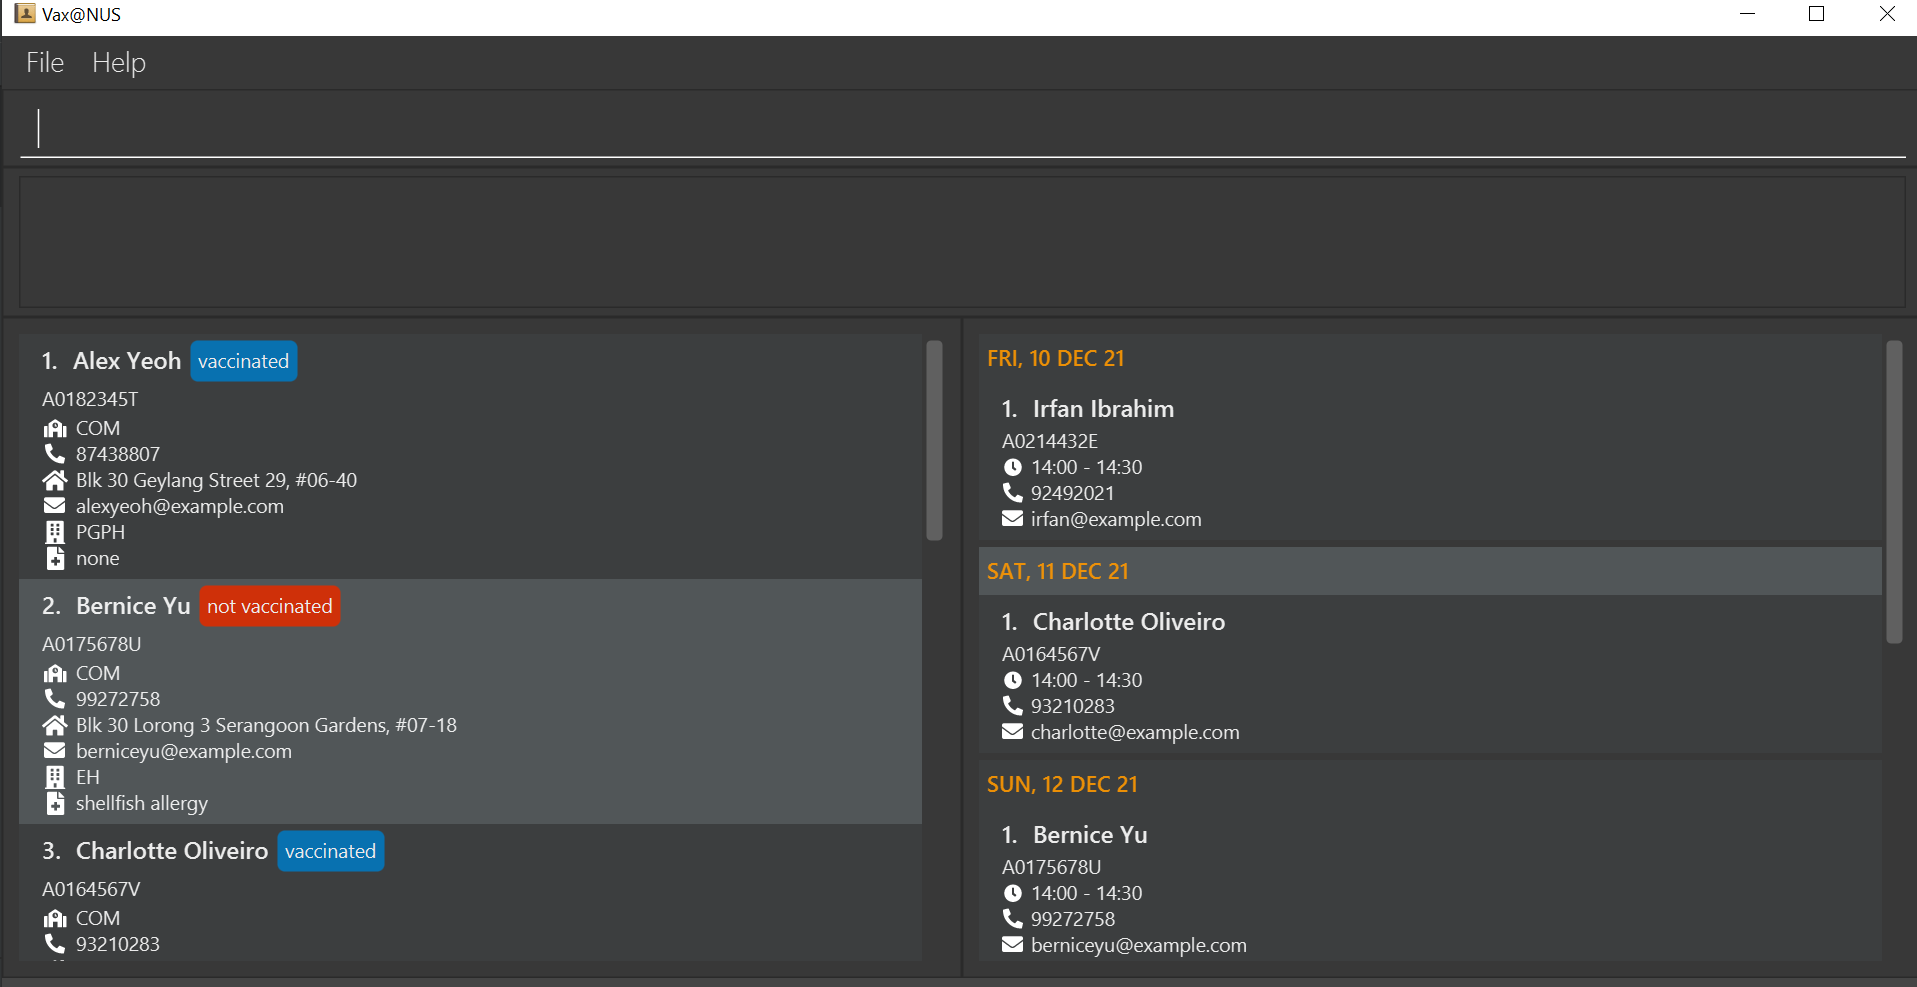 Vax@NUS
File Help
1. Alex Yeoh vaccinated
A0182345T
COM
87438807
Blk 30 Geylang Street 29, #06-40
alexyeoh@example.com
PGPH
none
2. Bernice Yu not vaccinated
A0175678U
COM
99272758
Blk 30 Lorong 3 Serangoon Gardens, #07-18
berniceyu@example.com
EH
shellfish allergy
3. Charlotte Oliveiro vaccinated
A0164567V
COM
93210283
FRI, 10 DEC 21
1. Irfan Ibrahim
A0214432E
14:00 - 14:30
92492021
irfan@example.com
SAT, 11 DEC 21
1. Charlotte Oliveiro
A0164567V
14:00 - 14:30
93210283
charlotte@example.com
SUN, 12 DEC 21
1. Bernice Yu
A0175678U
14:00 - 14:30
99272758
berniceyu@example.com